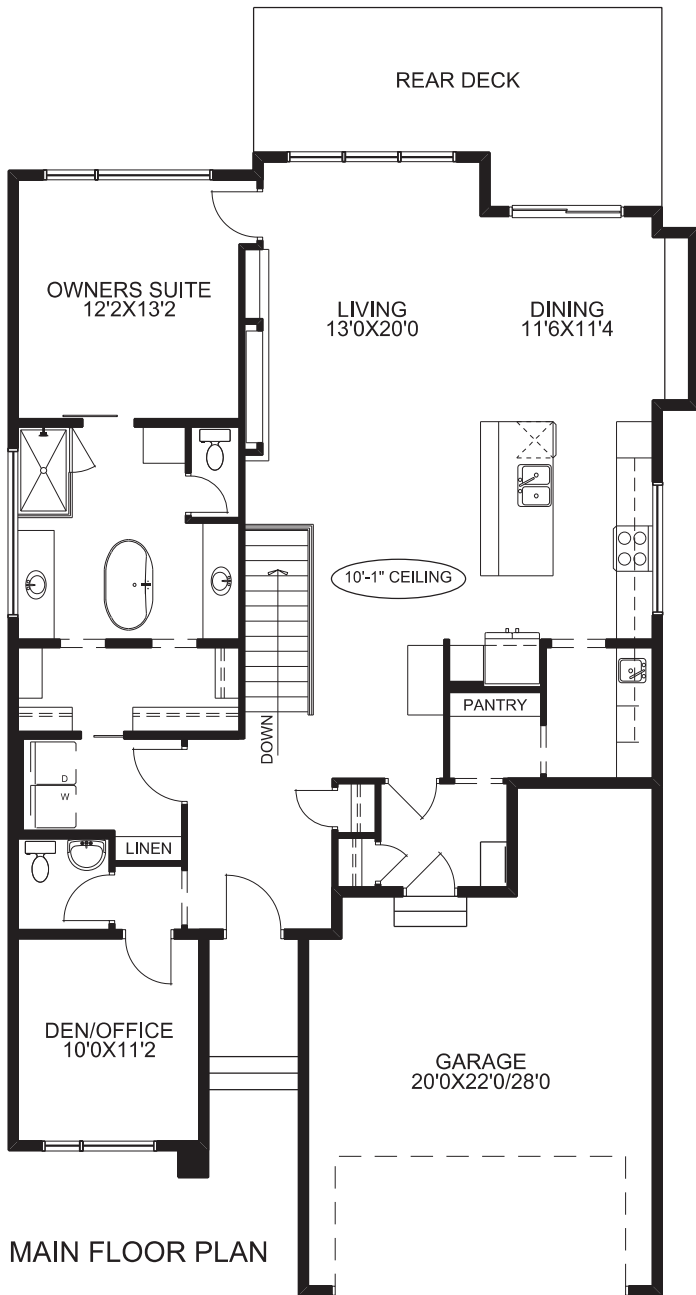 REAR DECK
OWNERS SUITE
12'2X13'2
LIVING
13'0X20'0
DINING
11'6X11'4
10'-1" CEILING
PANTRY
DOWN
D
W
LINEN
DEN/OFFICE
10'0X11'2
GARAGE
20'0X22'0/28'0
MAIN FLOOR PLAN